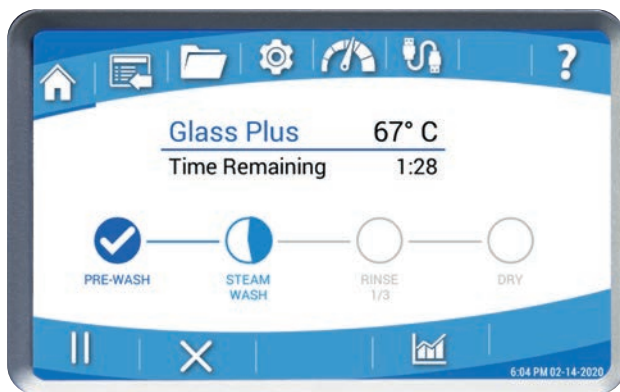 ?
Glass Plus 67° C
Time Remaining 1:28
PRE-WASH
STEAM
WASH
RINSE
1/3
DRY
6:04 PM 02-14-2020